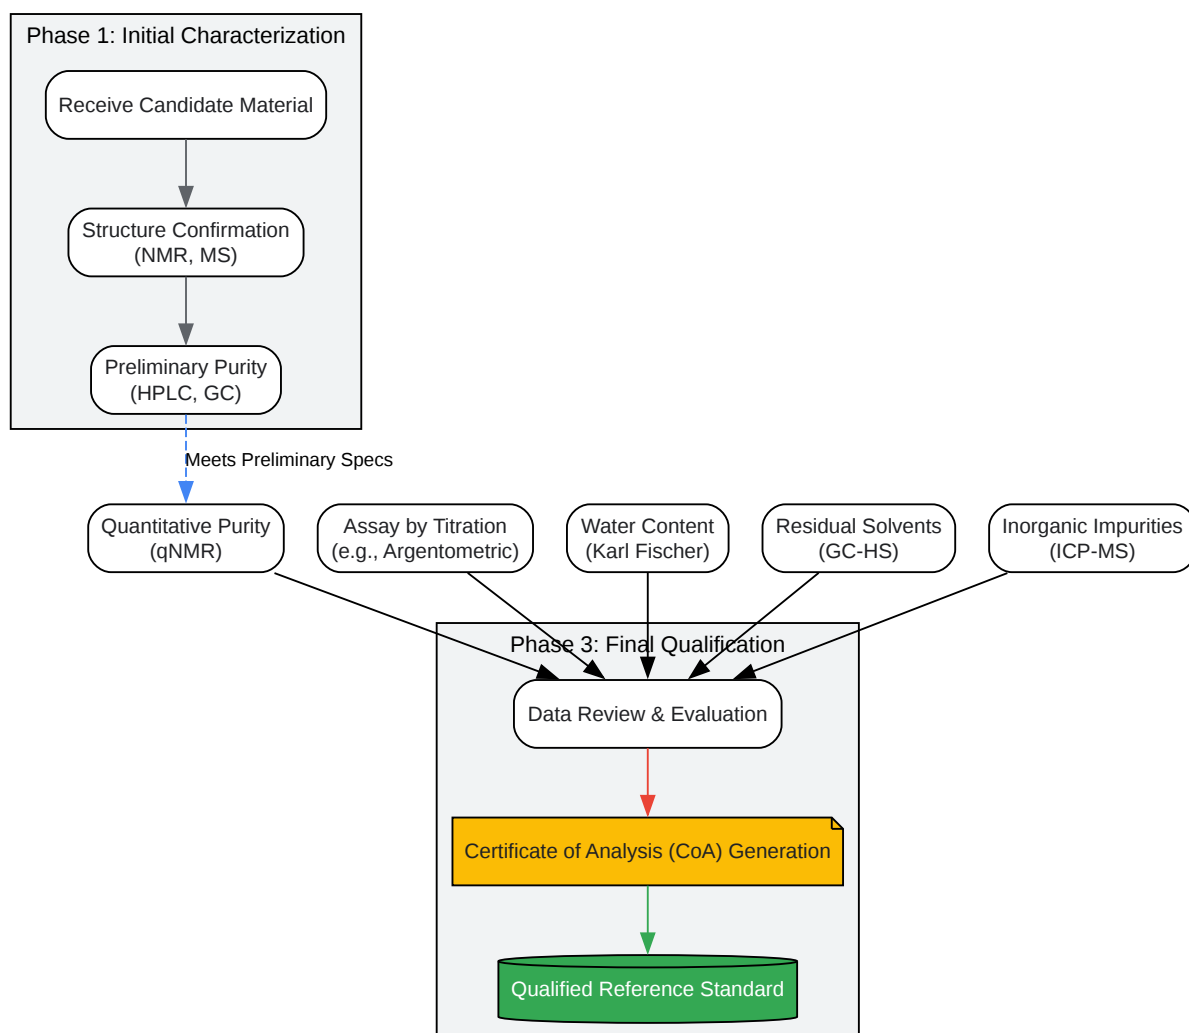 Phase 1: Initial Characterization
Receive Candidate Material
Structure Confirmation
(NMR, MS)
Preliminary Purity
(HPLC, GC)
Meets Preliminary Specs
Quantitative Purity
(qNMR)
Assay by Titration
(e.g., Argentometric)
Water Content
(Karl Fischer)
Residual Solvents
(GC-HS)
Inorganic Impurities
(ICP-MS)
Phase 3: Final Qualification
Data Review & Evaluation
Certificate of Analysis (CoA) Generation
Qualified Reference Standard